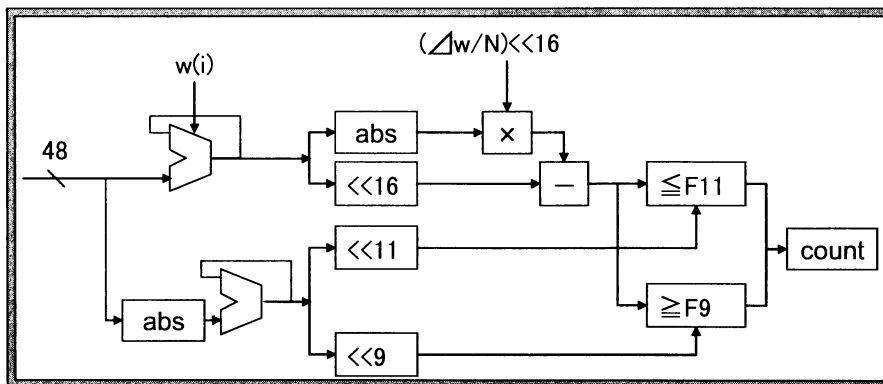 (⊿w/N)<<16
w(i)
48
abs
×
<<16
−
≦F11
<<11
count
abs
≧F9
<<9